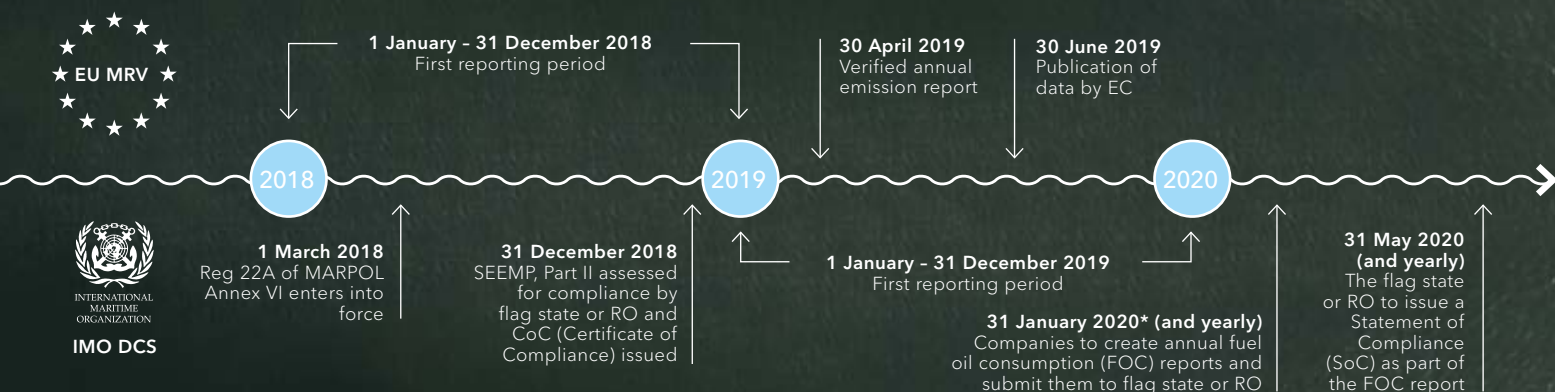 EU MRV
1 January – 31 December 2018
First reporting period
30 April 2019
Verified annual
emission report
30 June 2019
Publication of
data by EC
2018
2019
2020
INTERNATIONAL
MARITIME
ORGANIZATION
IMO DCS
1 March 2018
Reg 22A of MARPOL
Annex VI enters into
force
31 December 2018
SEEMP, Part II assessed
for compliance by
flag state or RO and
CoC (Certificate of
Compliance) issued
1 January – 31 December 2019
First reporting period
31 January 2020* (and yearly)
Companies to create annual fuel
oil consumption (FOC) reports and
submit them to flag state or RO
31 May 2020
(and yearly)
The flag state
or RO to issue a
Statement of
Compliance
(SoC) as part of
the FOC report